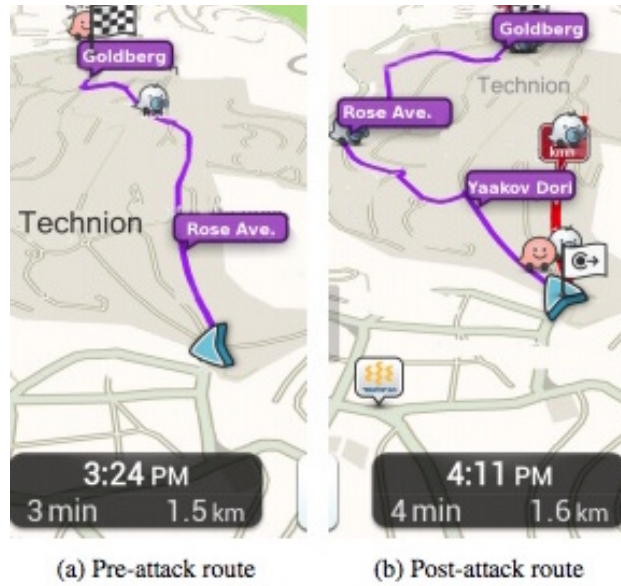 Goldberg
Technion
Rose Ave.
3:24 PM
3 min 1.5 km
(a) Pre-attack route
Goldberg
Technion
Rose Ave.
kmh
Yaakov Dori
4:11 PM
4 min 1.6 km
(b) Post-attack route